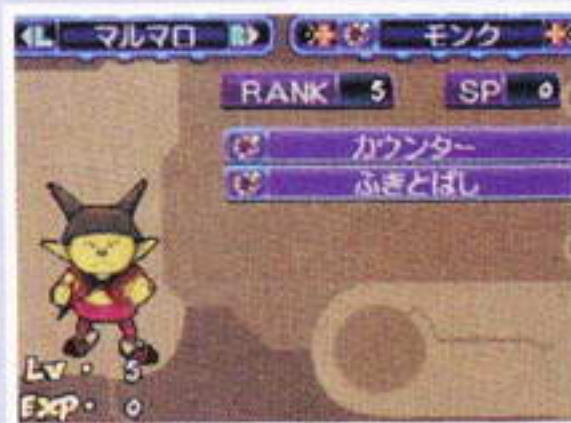 L マルマロ R モンク
RANK 5 SP 0
カウンター
ふきとばし
Lv・ 5
EXP・ 0